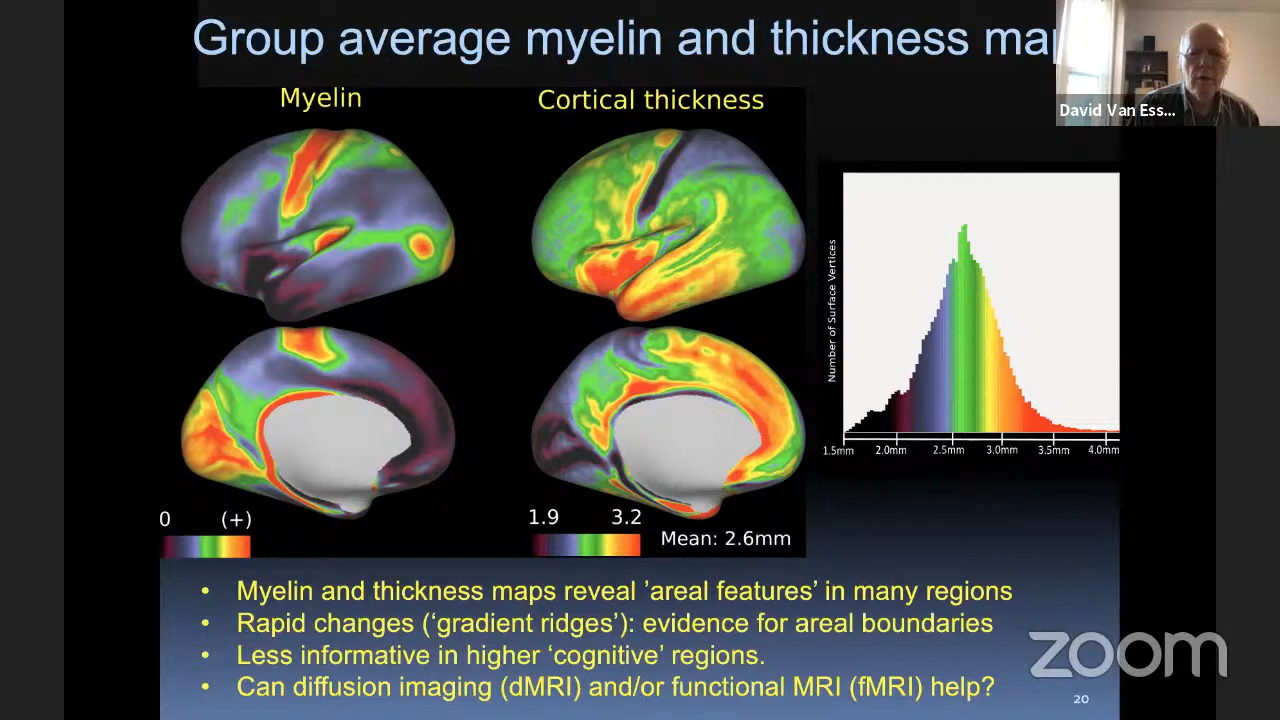 Group average myelin and thickness
David Van Ess...
Myelin
Cortical thickness
Number of Surface Vertices
1.5mm 2.0mm 2.5mm 3.0mm 3.5mm 4.0mm
0 (+)
1.9 3.2
Mean: 2.6mm
• Myelin and thickness maps reveal ’areal features’ in many regions
• Rapid changes (‘gradient ridges’): evidence for areal boundaries
• Less informative in higher ‘cognitive’ regions.
• Can diffusion imaging (dMRI) and/or functional MRI (fMRI) help?
zoom
20